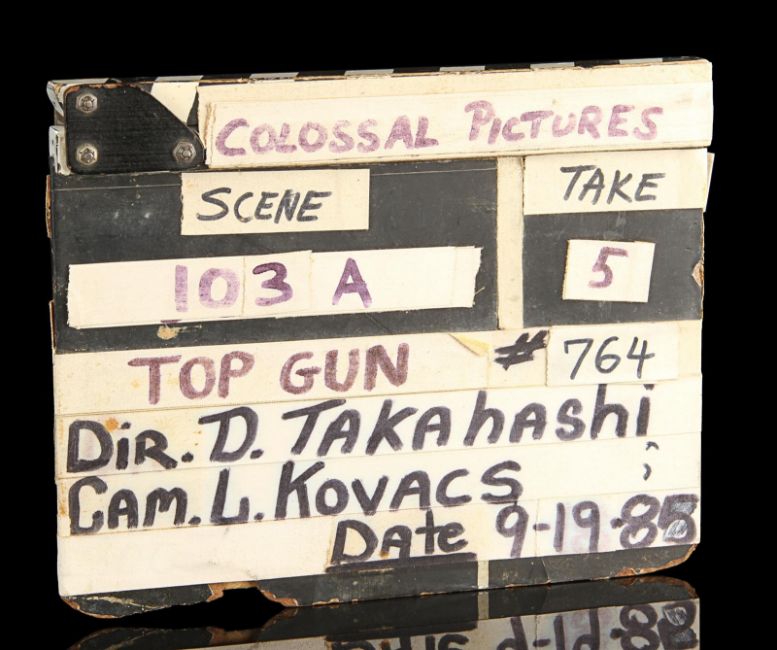 COLOSSAL PICTURES
SCENE TAKE
103 A 5
TOP GUN # 764
Dir. D. TAKAhAShi
CAM. L. KOVACS
DAte 9-19-85